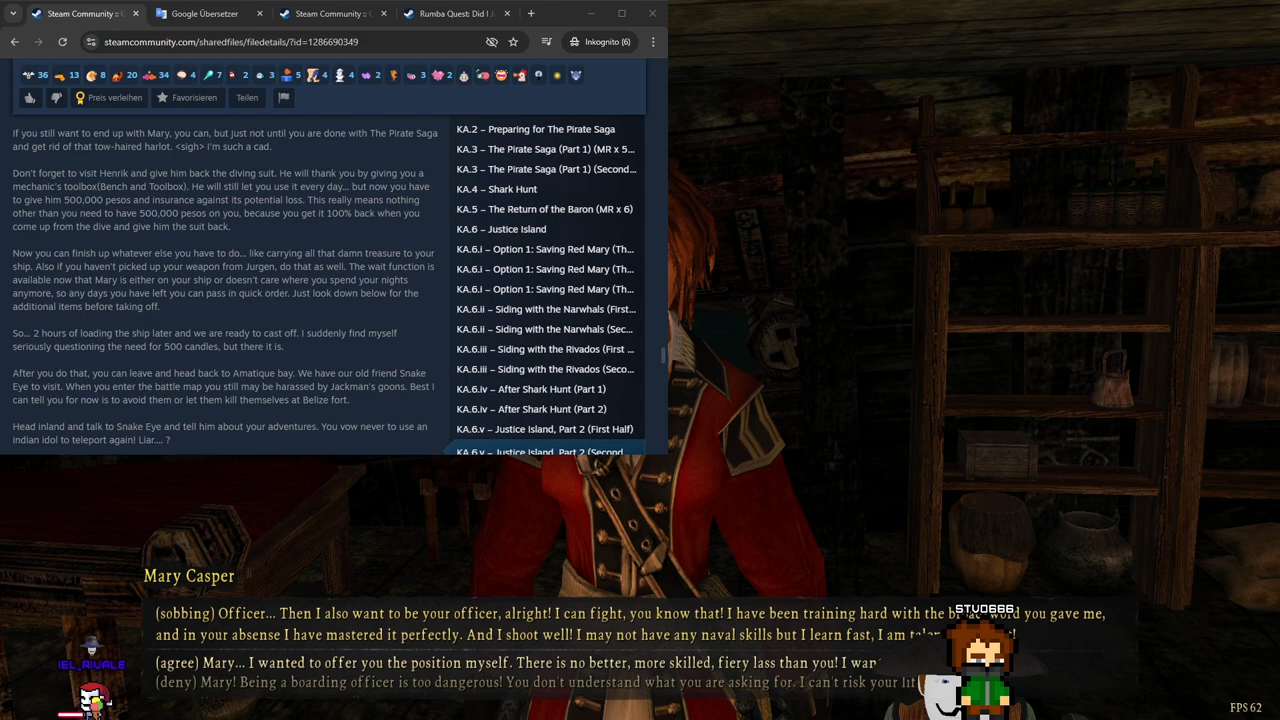 Steam Community :: G
Google Übersetzer
Steam Community :: G
Rumba Quest: Did I J
steamcommunity.com/sharedfiles/filedetails/?id=1286690349
Inkognito (6)
36 13 8 20 34 4 7 2 3 5 4 4 2 3 2
Preis verleihen
Favorisieren
Teilen
If you still want to end up with Mary, you can, but just not until you are done with The Pirate Saga
and get rid of that tow-haired harlot. <sigh> I'm such a cad.
Don't forget to visit Henrik and give him back the diving suit. He will thank you by giving you a
mechanic's toolbox(Bench and Toolbox). He will still let you use it every day... but now you have
to give him 500,000 pesos and insurance against its potential loss. This really means nothing
other than you need to have 500,000 pesos on you, because you get it 100% back when you
come up from the dive and give him the suit back.
Now you can finish up whatever else you have to do... like carrying all that damn treasure to your
ship. Also if you haven't picked up your weapon from Jurgen, do that as well. The wait function is
available now that Mary is either on your ship or doesn't care where you spend your nights
anymore, so any days you have left you can pass in quick order. Just look down below for the
additional items before taking off.
So... 2 hours of loading the ship later and we are ready to cast off. I suddenly find myself
seriously questioning the need for 500 candles, but there it is.
After you do that, you can leave and head back to Amatique bay. We have our old friend Snake
Eye to visit. When you enter the battle map you still may be harassed by Jackman's goons. Best I
can tell you for now is to avoid them or let them kill themselves at Belize fort.
Head inland and talk to Snake Eye and tell him about your adventures. You vow never to use an
indian idol to teleport again! Liar.... ?
KA.2 – Preparing for The Pirate Saga
KA.3 – The Pirate Saga (Part 1) (MR x 5...
KA.3 – The Pirate Saga (Part 1) (Second...
KA.4 – Shark Hunt
KA.5 – The Return of the Baron (MR x 6)
KA.6 – Justice Island
KA.6.i – Option 1: Saving Red Mary (Th...
KA.6.i – Option 1: Saving Red Mary (Th...
KA.6.i – Option 1: Saving Red Mary (Th...
KA.6.ii – Siding with the Narwhals (First...
KA.6.ii – Siding with the Narwhals (Sec...
KA.6.iii – Siding with the Rivados (First ...
KA.6.iii – Siding with the Rivados (Seco...
KA.6.iv – After Shark Hunt (Part 1)
KA.6.iv – After Shark Hunt (Part 2)
KA.6.v – Justice Island, Part 2 (First Half)
KA.6.v – Justice Island, Part 2 (Second
Mary Casper
(sobbing) Officer... Then I also want to be your officer, alright! I can fight, you know that! I have been training hard with the you gave me,
and in your absense I have mastered it perfectly. And I shoot well! I may not have any naval skills but I learn fast, I am
(agree) Mary... I wanted to offer you the position myself. There is no better, more skilled, fiery lass than you! I
(deny) Mary! Being a boarding officer is too dangerous! You don't understand what you are asking for. I can't risk your
STVO666
IEL_RIVALE
FPS 62